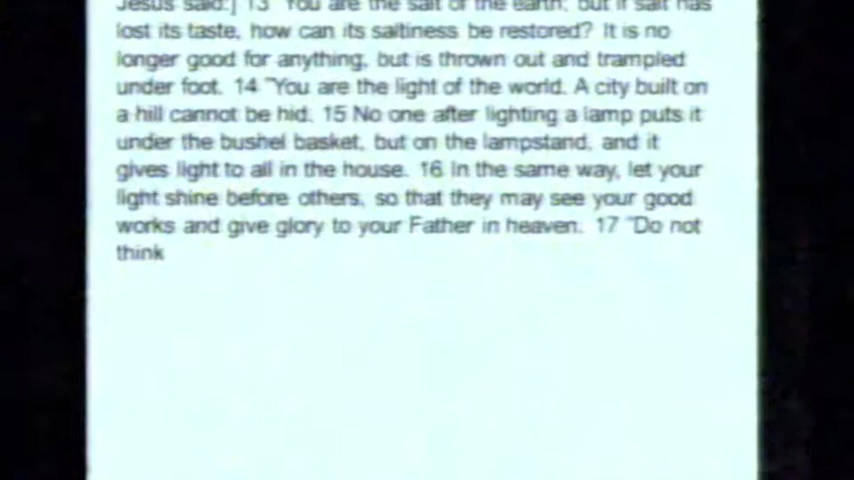 Jesus said:] 13 "You are the salt of the earth; but if salt has
lost its taste, how can its saltiness be restored? It is no
longer good for anything, but is thrown out and trampled
under foot. 14 "You are the light of the world. A city built on
a hill cannot be hid. 15 No one after lighting a lamp puts it
under the bushel basket, but on the lampstand, and it
gives light to all in the house. 16 In the same way, let your
light shine before others, so that they may see your good
works and give glory to your Father in heaven. 17 "Do not
think